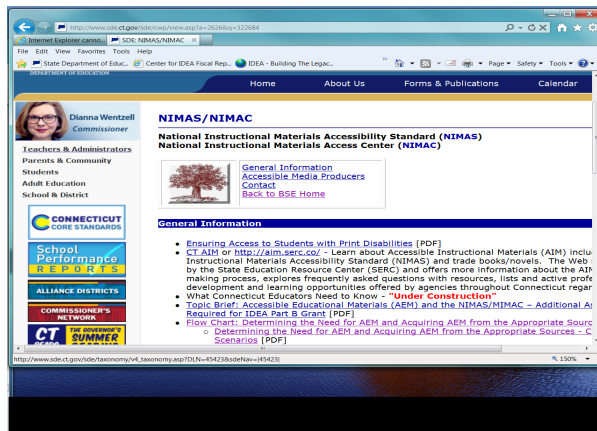 http://www.sde.ct.gov/sde/cwp/view.asp?a=2626&q=322684
Internet Explorer canno...
SDE: NIMAS/NIMAC
File Edit View Favorites Tools Help
State Department of Educ...
Center for IDEA Fiscal Rep...
IDEA - Building The Legac...
Page
Safety
Tools
DEPARTMENT OF EDUCATION
Home
About Us
Forms & Publications
Calendar
Dianna Wentzell
Commissioner
Teachers & Administrators
Parents & Community
Students
Adult Education
School & District
CONNECTICUT
CORE STANDARDS
School
Performance
REPORTS
ALLIANCE DISTRICTS
COMMISSIONER'S
NETWORK
CT THE GOVERNOR'S
SUMMER
NIMAS/NIMAC
National Instructional Materials Accessibility Standard (NIMAS)
National Instructional Materials Access Center (NIMAC)
General Information
Accessible Media Producers
Contact
Back to BSE Home
General Information
Ensuring Access to Students with Print Disabilities [PDF]
CT AIM or http://aim.serc.co/ - Learn about Accessible Instructional Materials (AIM) inclu
Instructional Materials Accessibility Standard (NIMAS) and trade books/novels. The Web
by the State Education Resource Center (SERC) and offers more information about the AIM
making process, explores frequently asked questions with resources, lists and active profe
development and learning opportunities offered by agencies throughout Connecticut regar
What Connecticut Educators Need to Know - "Under Construction"
Topic Brief: Accessible Educational Materials (AEM) and the NIMAS/MIMAC – Additional As
Required for IDEA Part B Grant [PDF]
Flow Chart: Determining the Need for AEM and Acquiring AEM from the Appropriate Sourc
Determining the Need for AEM and Acquiring AEM from the Appropriate Sources - C
Scenarios [PDF]
http://www.sde.ct.gov/sde/taxonomy/v4_taxonomy.asp?DLN=45423&sdeNav=|45423|
150%